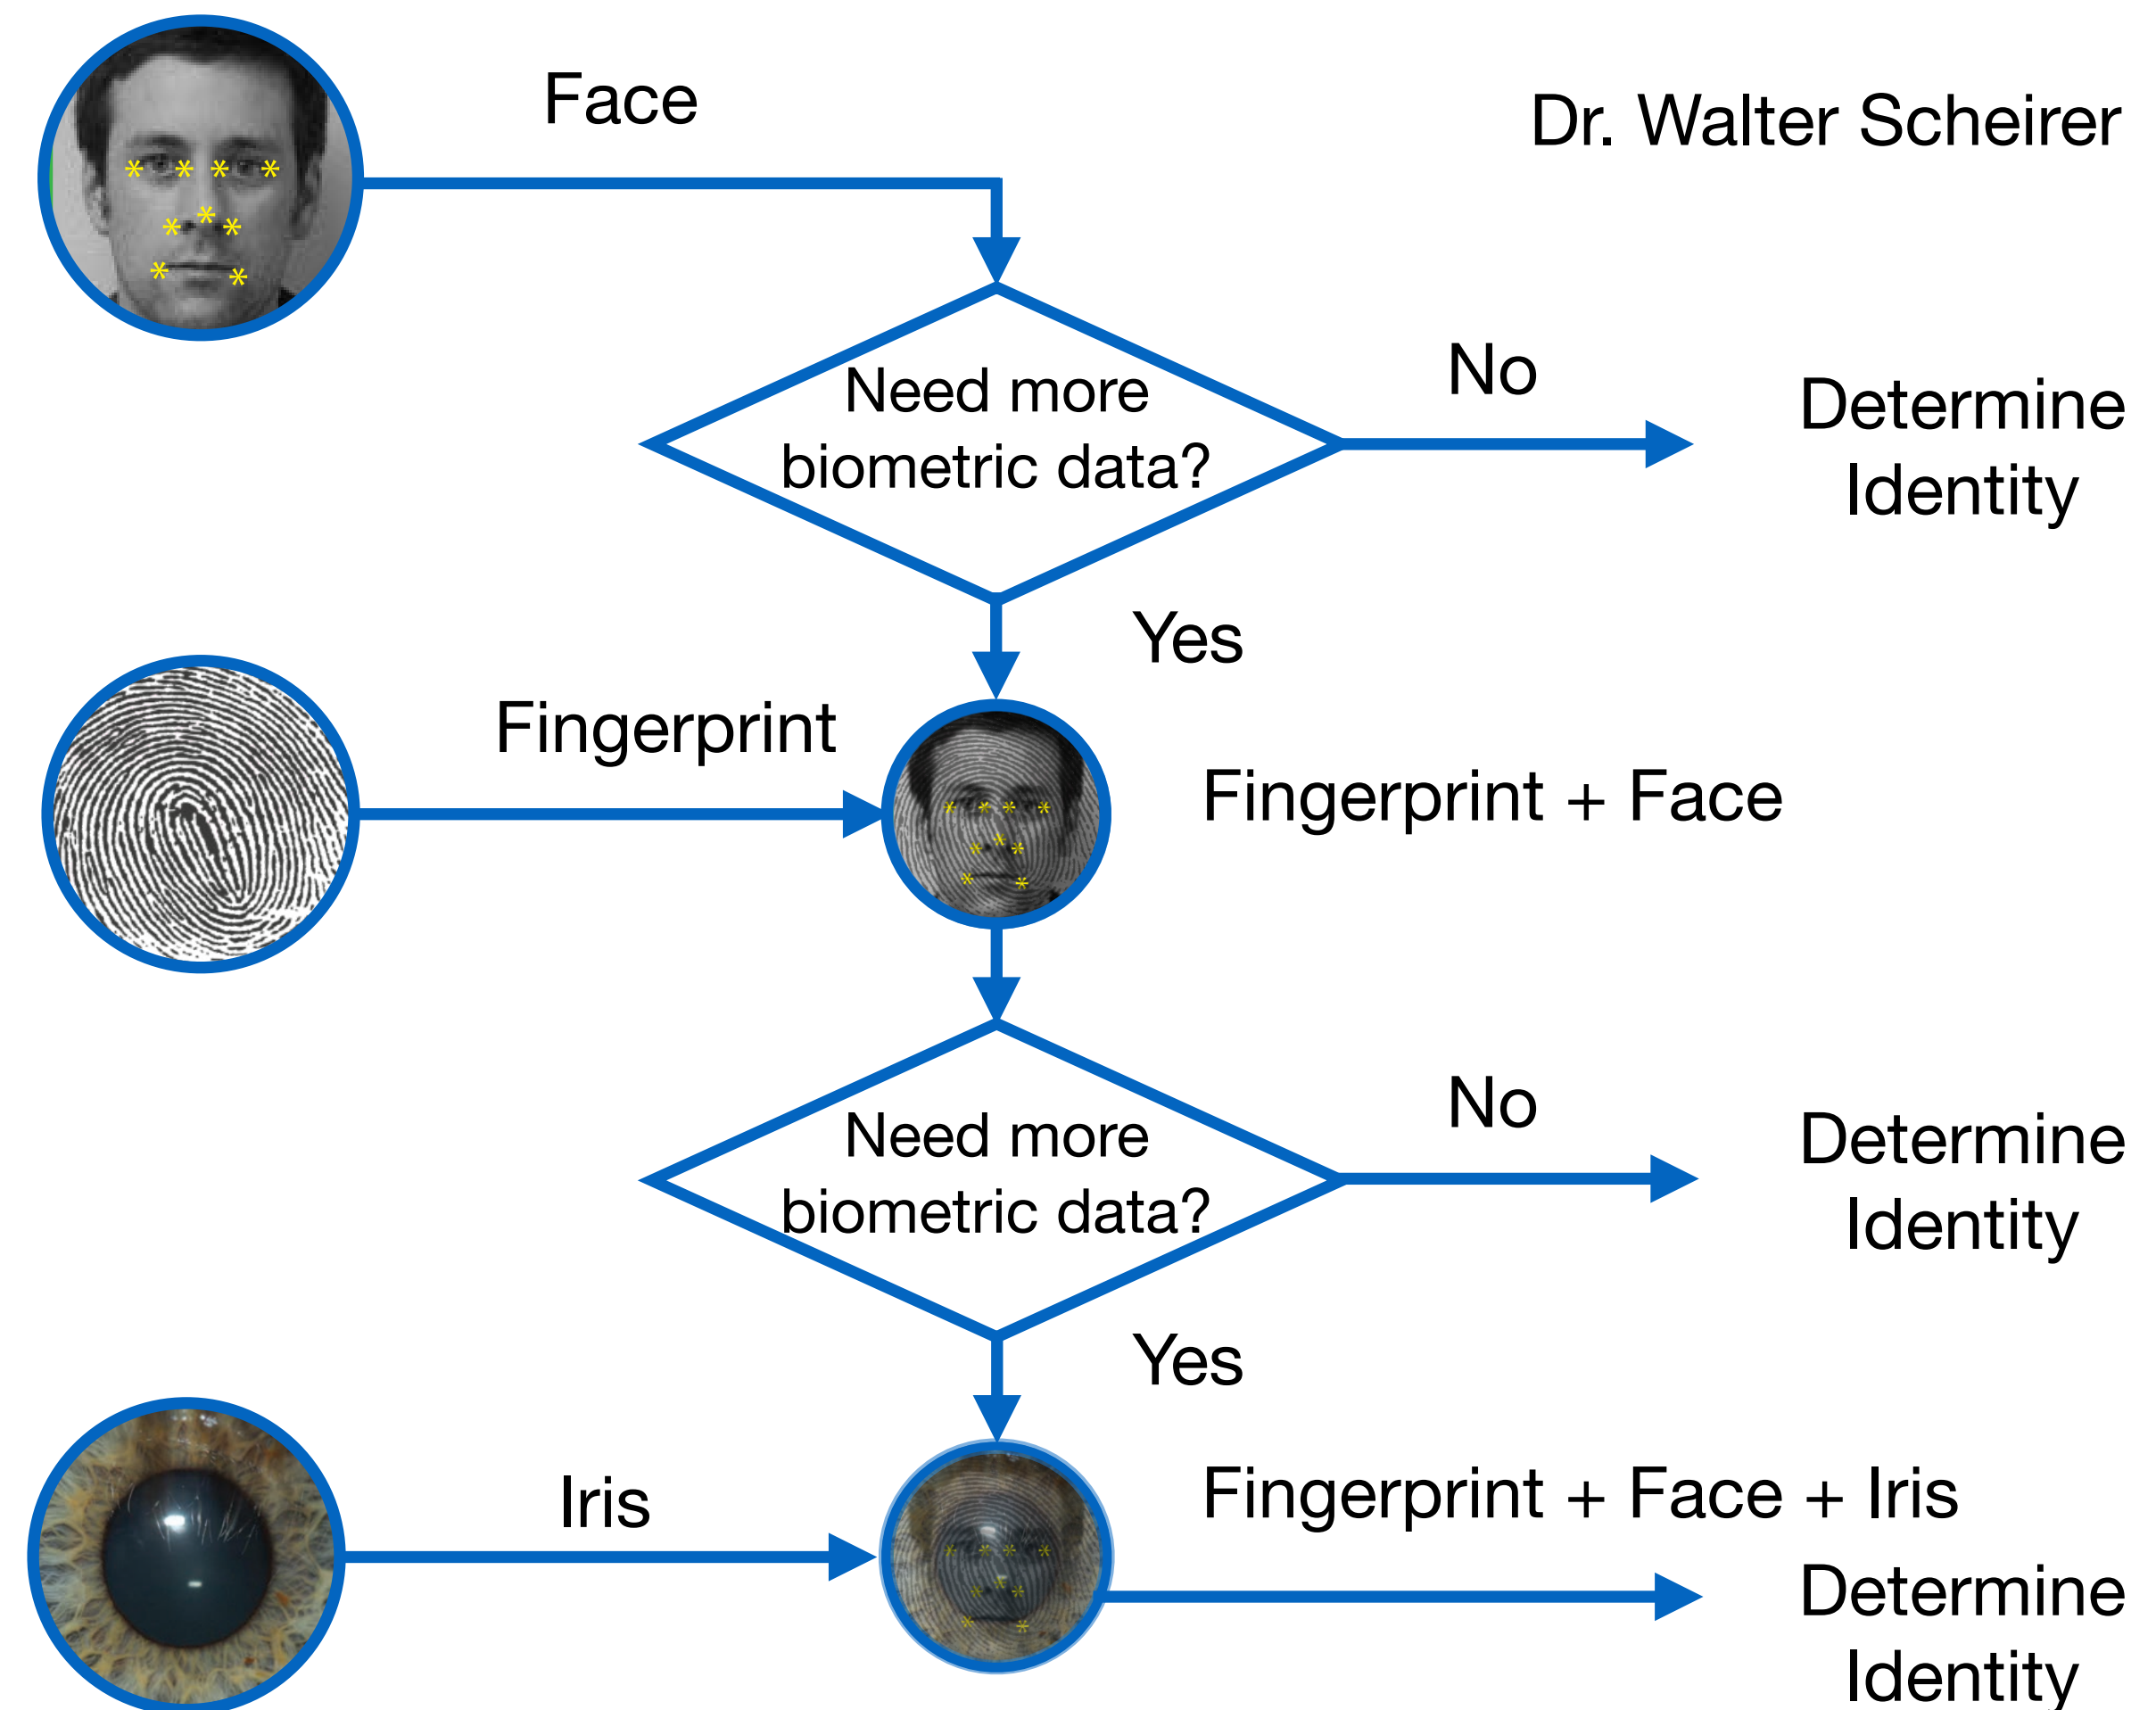 Face
Dr. Walter Scheirer
Need more
biometric data?
No
Determine
Identity
Yes
Fingerprint
Fingerprint + Face
Need more
biometric data?
No
Determine
Identity
Yes
Iris
Fingerprint + Face + Iris
Determine
Identity